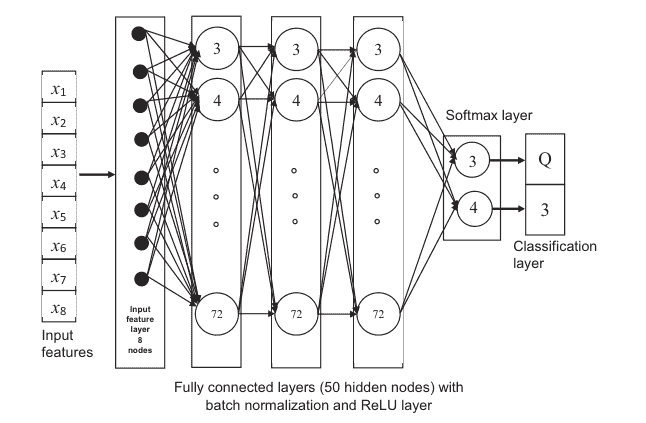 x1
x2
x3
x4
x5
x6
x7
x8
Input
features
Input
feature
layer
8
nodes
3
4
72
3
4
72
3
4
72
Softmax layer
3
4
Q
3
Classification
layer
Fully connected layers (50 hidden nodes) with
batch normalization and ReLU layer